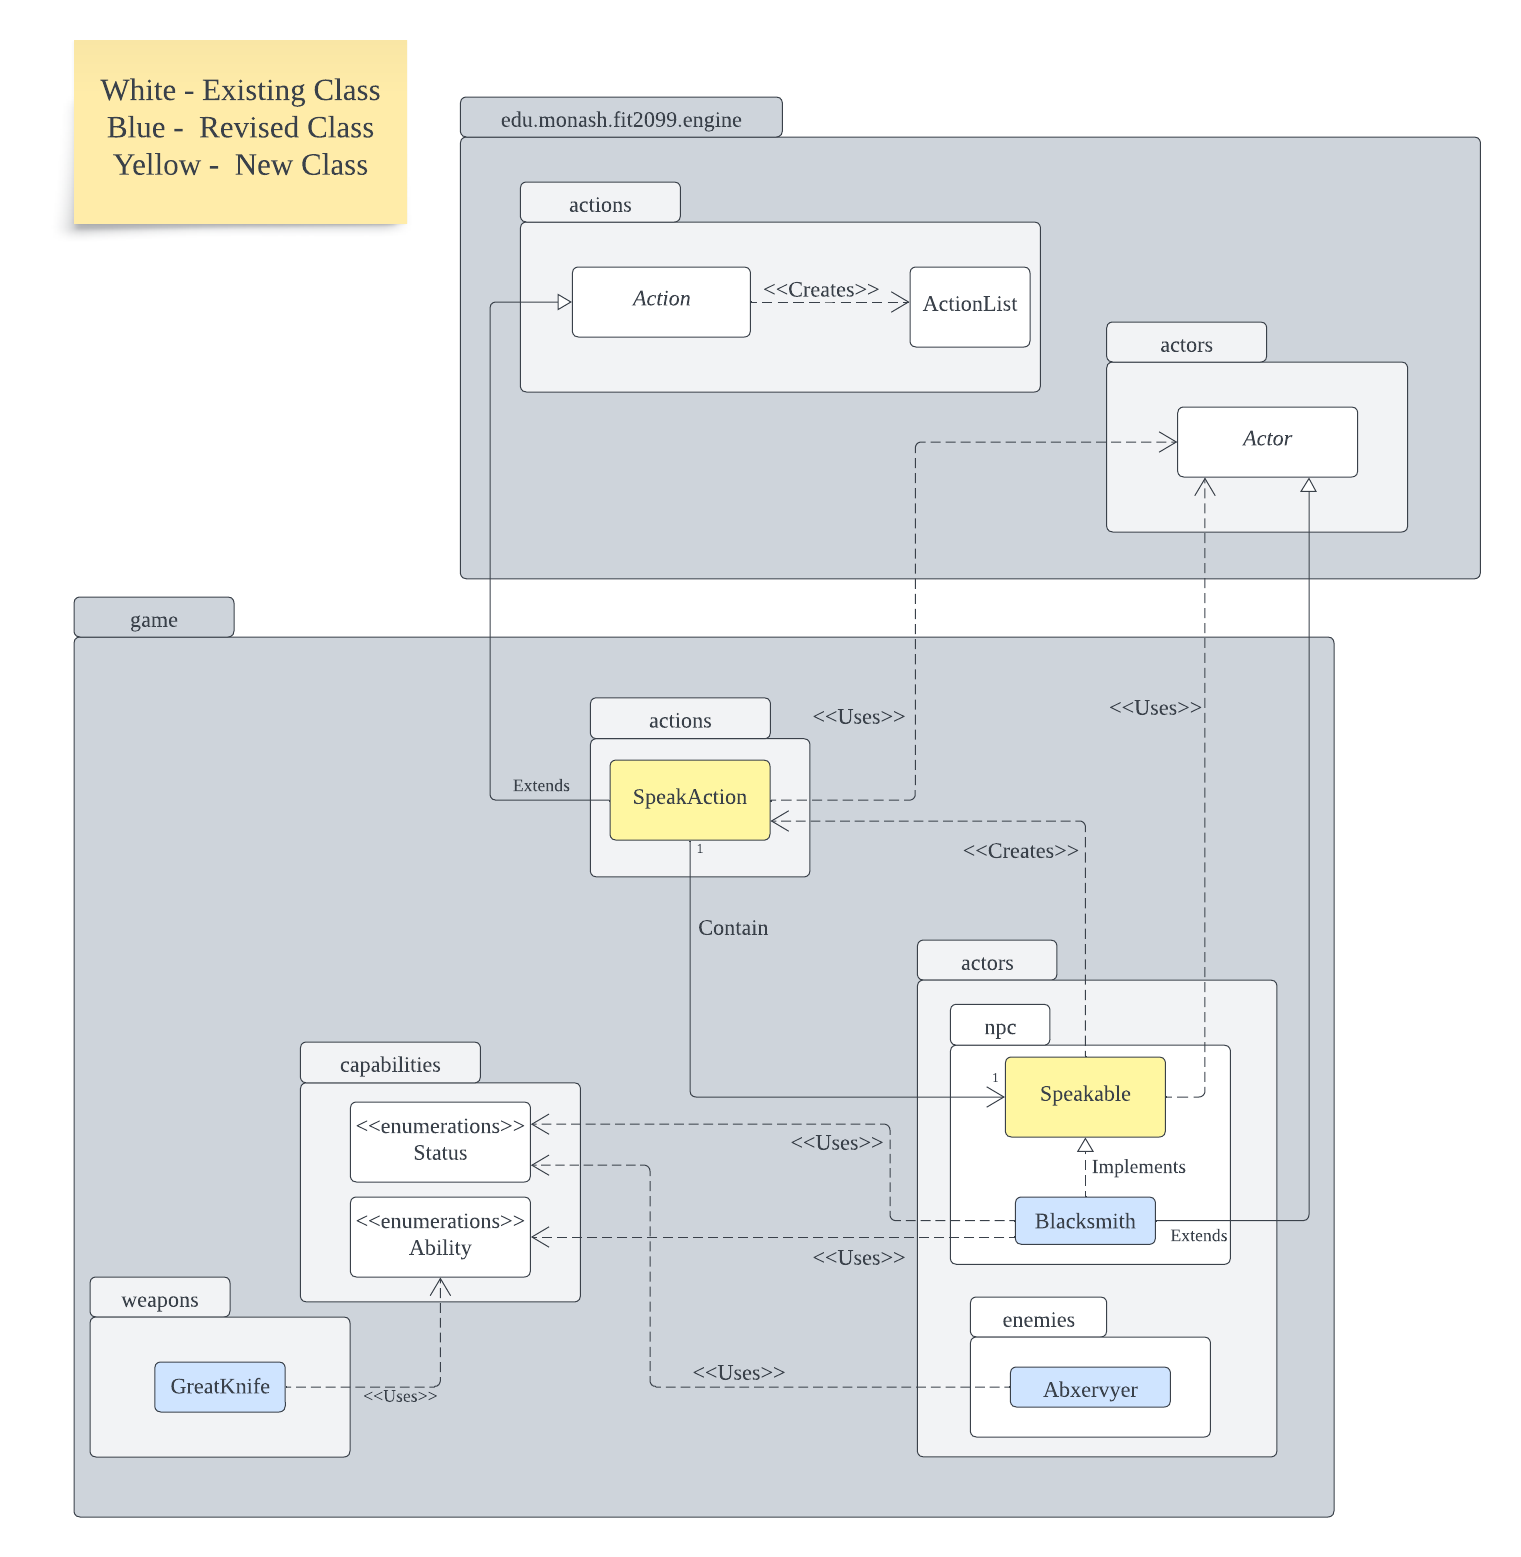 White - Existing Class
Blue -  Revised Class
Yellow -  New Class
edu.monash.fit2099.engine
actions
Action
<<Creates>>
ActionList
actors
Actor
game
actions
<<Uses>>
<<Uses>>
Extends
SpeakAction
1
<<Creates>>
Contain
actors
npc
capabilities
1
Speakable
<<enumerations>>
Status
<<Uses>>
Implements
<<enumerations>>
Ability
Blacksmith
Extends
<<Uses>>
weapons
enemies
GreatKnife
<<Uses>>
<<Uses>>
Abxervyer